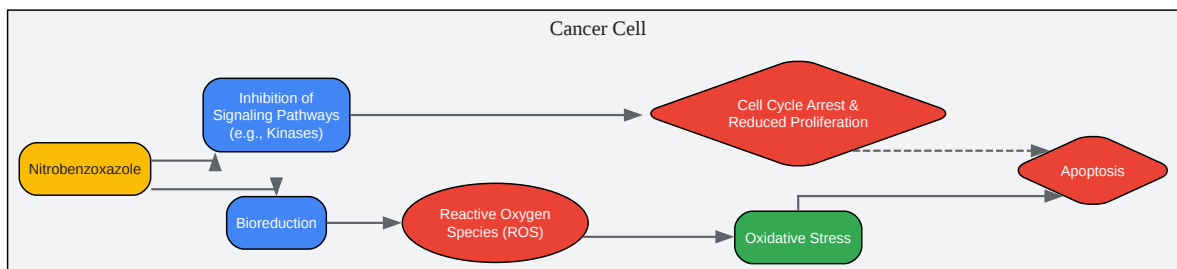 Cancer Cell
Inhibition of
Signaling Pathways
(e.g., Kinases)
Cell Cycle Arrest &
Reduced Proliferation
Nitrobenzoxazole
Apoptosis
Bioreduction
Reactive Oxygen
Species (ROS)
Oxidative Stress